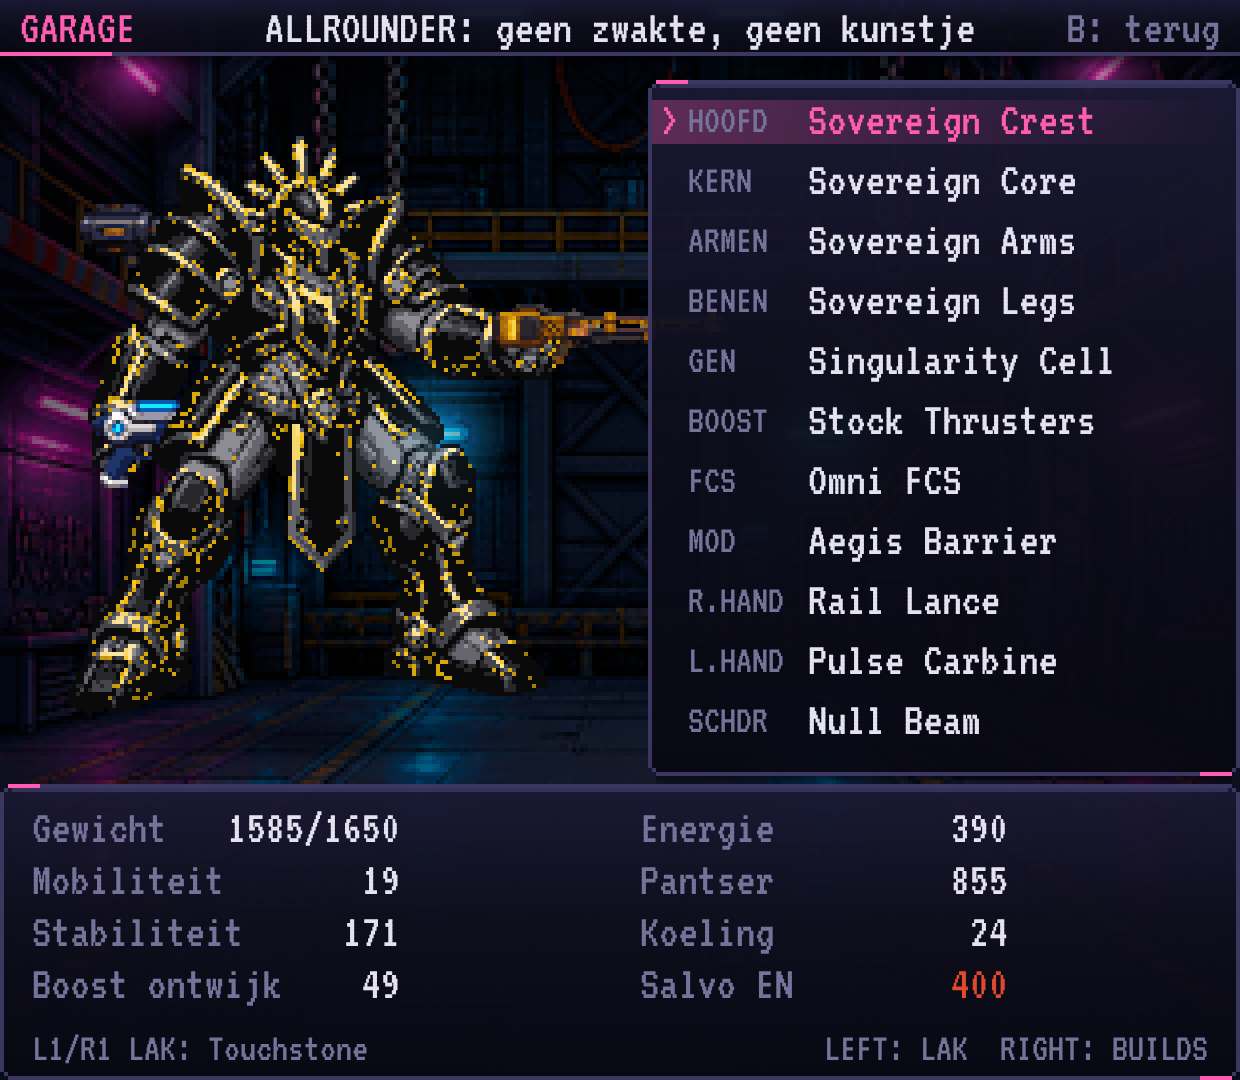 GARAGE ALLROUNDER: geen zwakte, geen kunstje B: terug
HOOFD Sovereign Crest
KERN Sovereign Core
ARMEN Sovereign Arms
BENEN Sovereign Legs
GEN Singularity Cell
BOOST Stock Thrusters
FCS Omni FCS
MOD Aegis Barrier
R.HAND Rail Lance
L.HAND Pulse Carbine
SCHDR Null Beam
Gewicht 1585/1650 Energie 390
Mobiliteit 19 Pantser 855
Stabiliteit 171 Koeling 24
Boost ontwijk 49 Salvo EN 400
L1/R1 LAK: Touchstone LEFT: LAK RIGHT: BUILDS